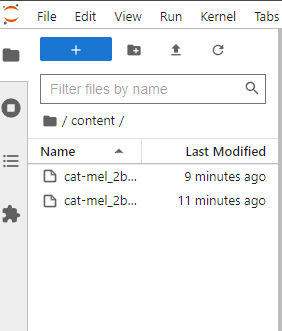 File Edit View Run Kernel Tabs
+
Filter files by name
/ content /
Name Last Modified
cat-mel_2b... 9 minutes ago
cat-mel_2b... 11 minutes ago